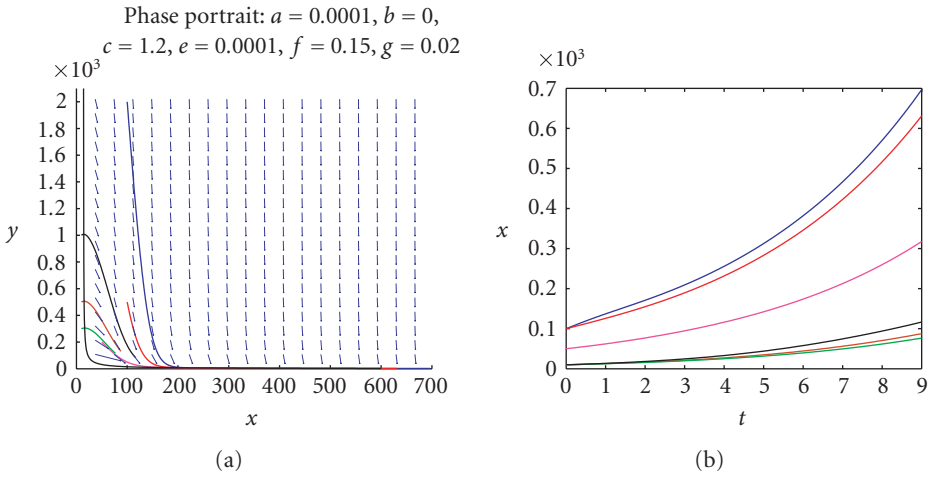 Phase portrait: a = 0.0001, b = 0,
c = 1.2, e = 0.0001, f = 0.15, g = 0.02
×10³
2
1.8
1.6
1.4
1.2
1
0.8
0.6
0.4
0.2
0
y
0 100 200 300 400 500 600 700
x
(a)
×10³
0.7
0.6
0.5
0.4
0.3
0.2
0.1
0
x
0 1 2 3 4 5 6 7 8 9
t
(b)